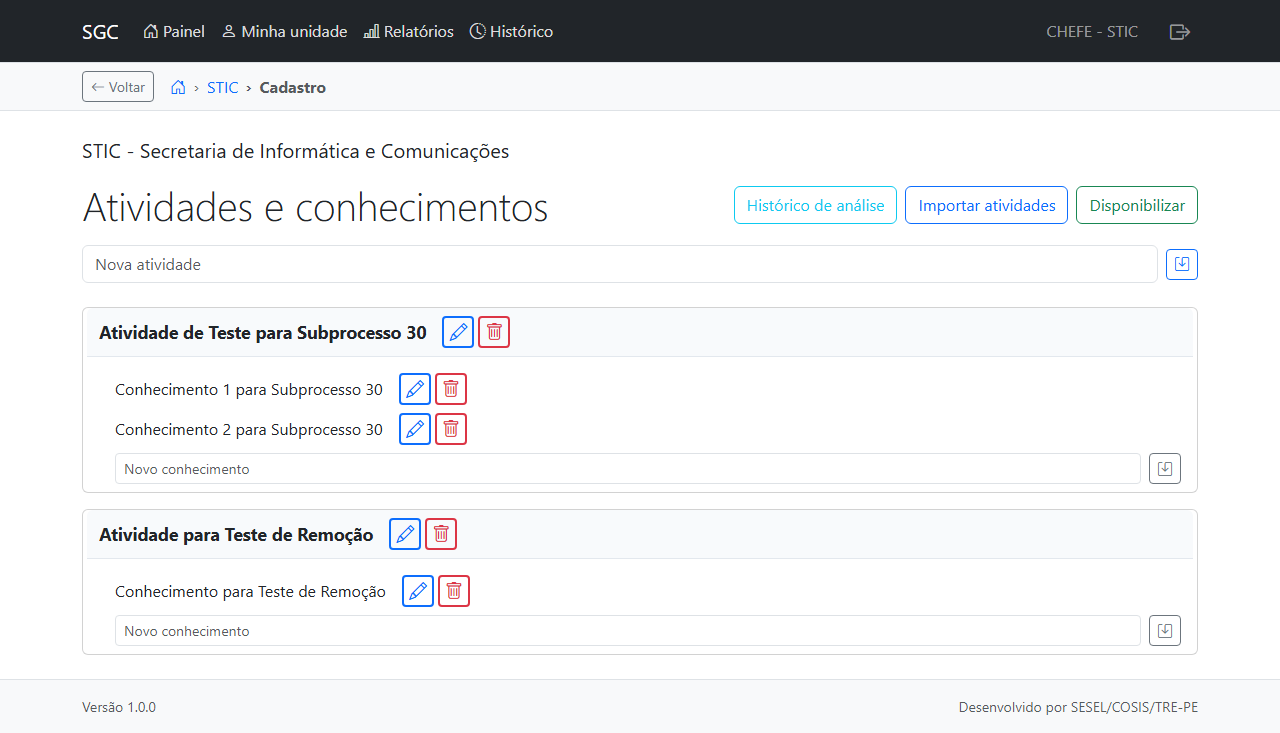 SGC Painel Minha unidade Relatórios Histórico CHEFE - STIC
Voltar › STIC › Cadastro
STIC - Secretaria de Informática e Comunicações
Atividades e conhecimentos Histórico de análise Importar atividades Disponibilizar
Nova atividade
Atividade de Teste para Subprocesso 30
Conhecimento 1 para Subprocesso 30
Conhecimento 2 para Subprocesso 30
Novo conhecimento
Atividade para Teste de Remoção
Conhecimento para Teste de Remoção
Novo conhecimento
Versão 1.0.0 Desenvolvido por SESEL/COSIS/TRE-PE